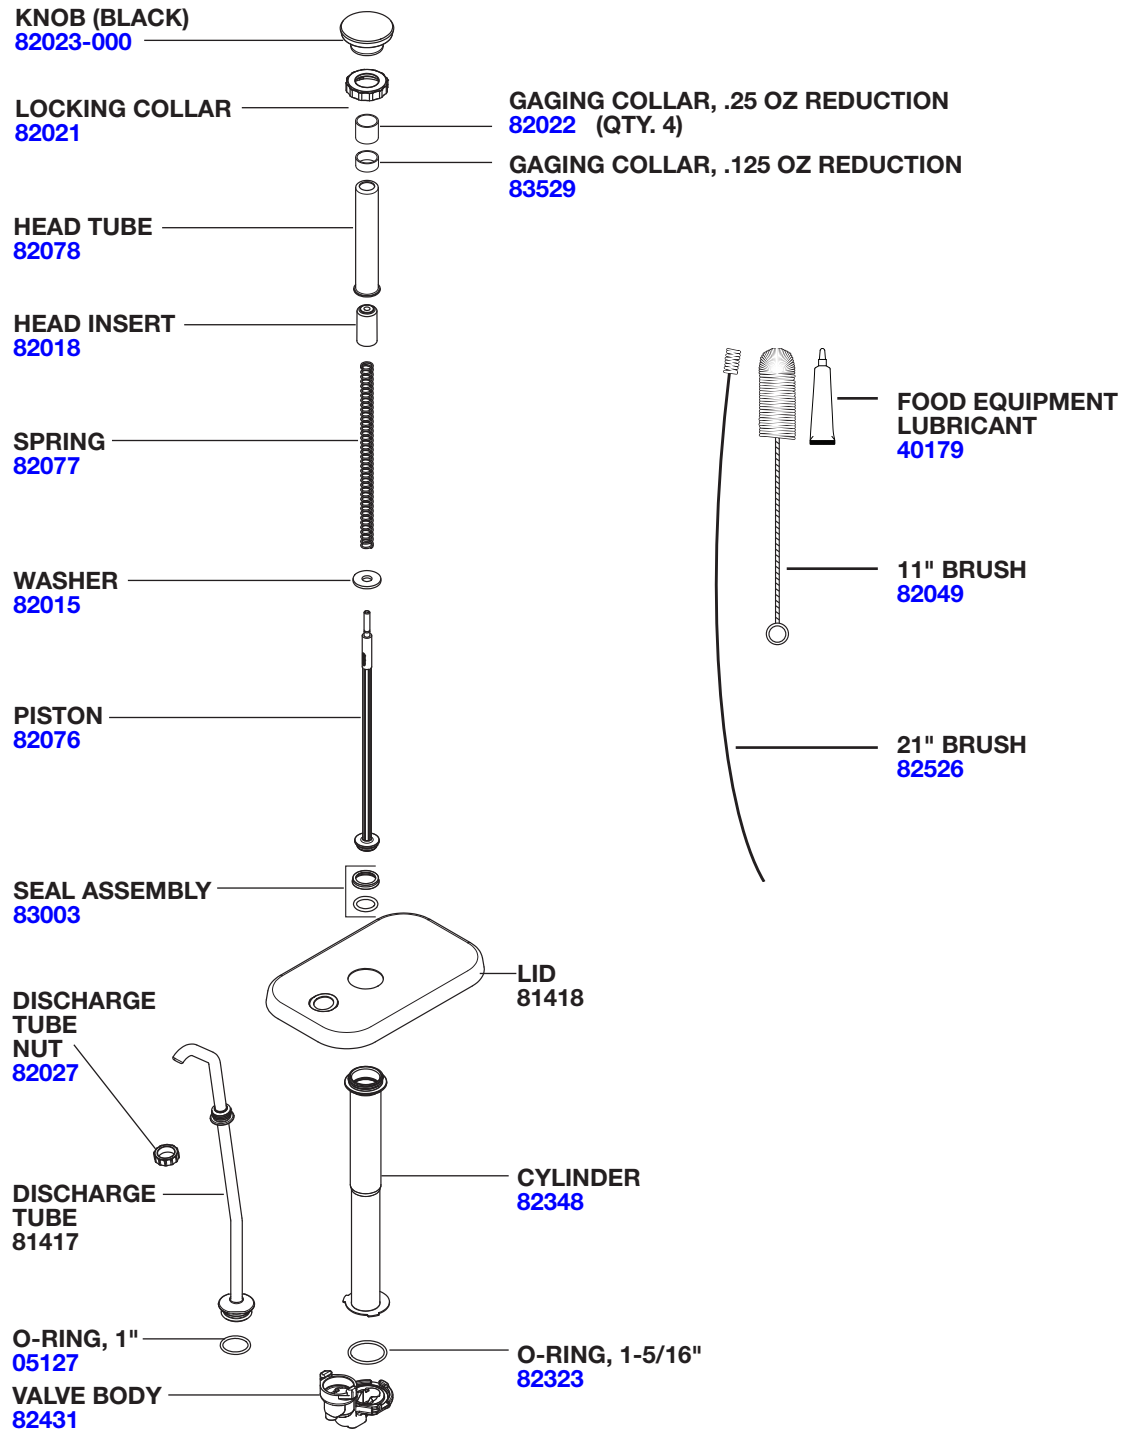 KNOB (BLACK)
82023-000
LOCKING COLLAR
82021
GAGING COLLAR, .25 OZ REDUCTION
82022 (QTY. 4)
GAGING COLLAR, .125 OZ REDUCTION
83529
HEAD TUBE
82078
HEAD INSERT
82018
SPRING
82077
WASHER
82015
PISTON
82076
SEAL ASSEMBLY
83003
FOOD EQUIPMENT
LUBRICANT
40179
11" BRUSH
82049
21" BRUSH
82526
LID
81418
DISCHARGE
TUBE
NUT
82027
DISCHARGE
TUBE
81417
CYLINDER
82348
O-RING, 1"
05127
O-RING, 1-5/16"
82323
VALVE BODY
82431